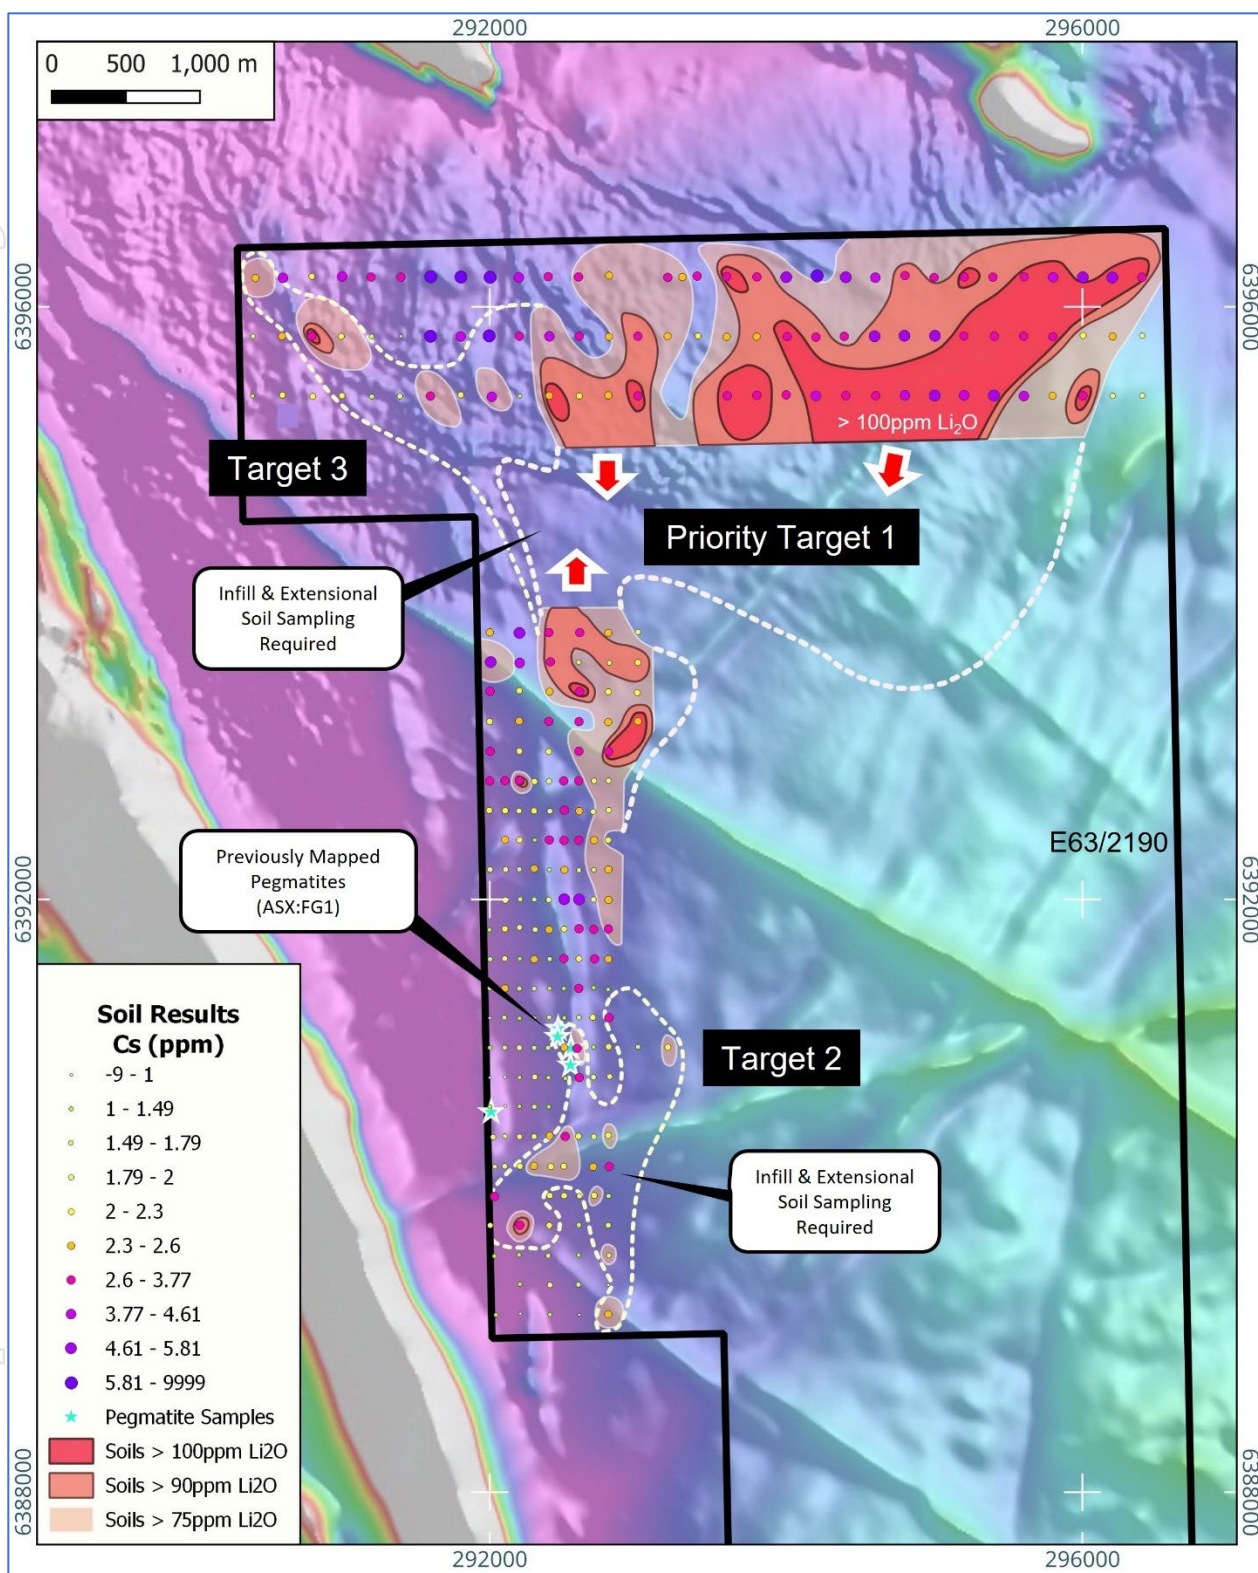 292000
296000
0 500 1,000 m
6396000
6396000
> 100ppm Li₂O
Target 3
Priority Target 1
Infill & Extensional
Soil Sampling
Required
E63/2190
Previously Mapped
Pegmatites
(ASX:FG1)
6392000
6392000
Target 2
Infill & Extensional
Soil Sampling
Required
Soil Results
Cs (ppm)
-9 - 1
1 - 1.49
1.49 - 1.79
1.79 - 2
2 - 2.3
2.3 - 2.6
2.6 - 3.77
3.77 - 4.61
4.61 - 5.81
5.81 - 9999
Pegmatite Samples
Soils > 100ppm Li2O
Soils > 90ppm Li2O
Soils > 75ppm Li2O
6388000
6388000
292000
296000